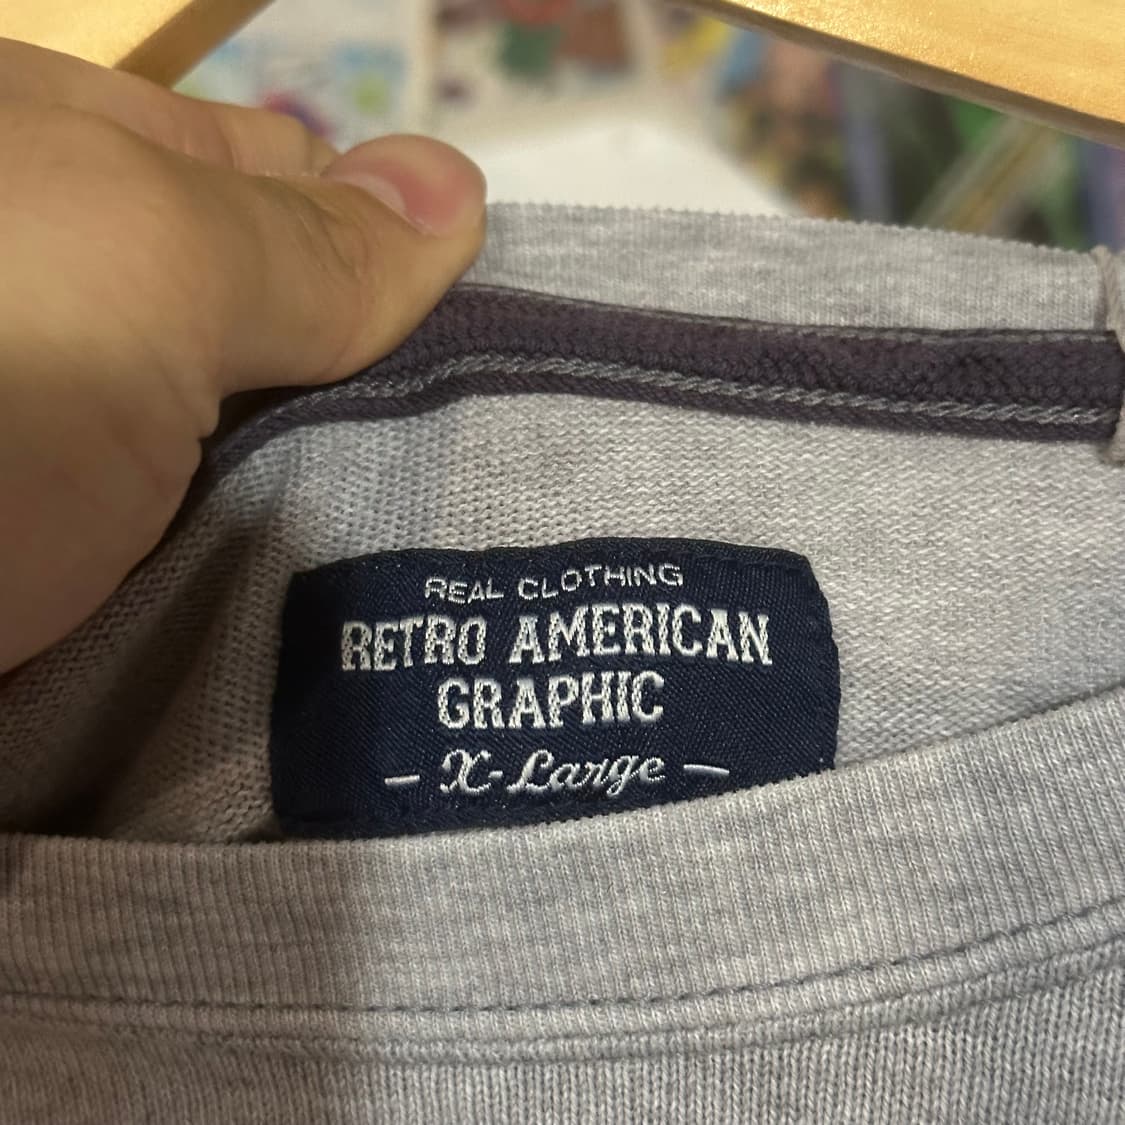 REAL CLOTHING
RETRO AMERICAN
GRAPHIC
- X-Large -